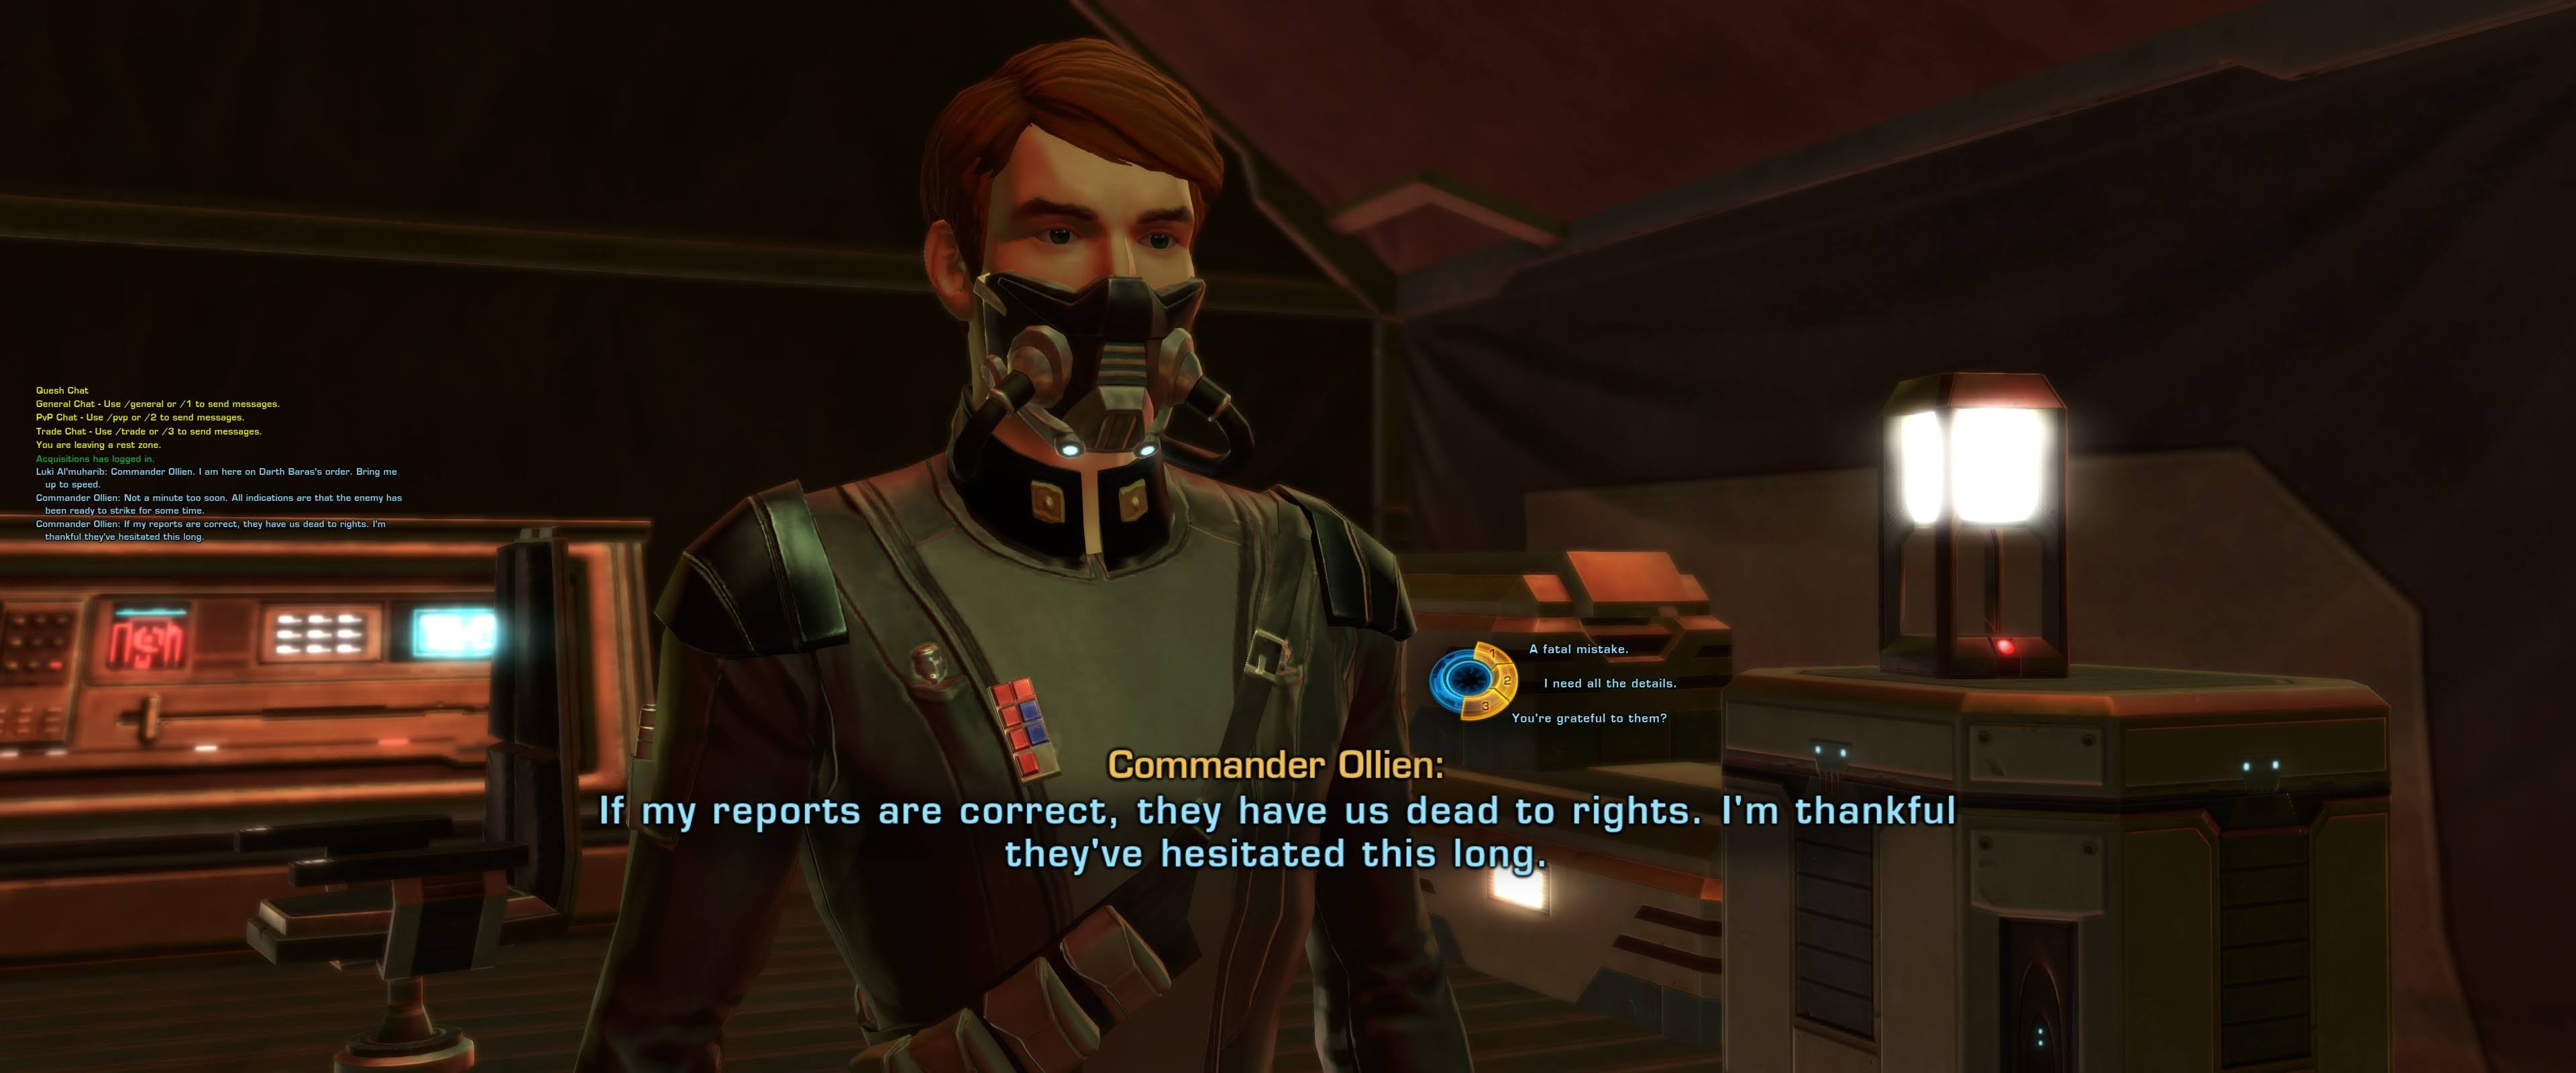 Quesh Chat
General Chat - Use /general or /1 to send messages.
PvP Chat - Use /pvp or /2 to send messages.
Trade Chat - Use /trade or /3 to send messages.
You are leaving a rest zone.
Acquisitions has logged in.
Luki Al'muharib: Commander Ollien. I am here on Darth Baras's order. Bring me
up to speed.
Commander Ollien: Not a minute too soon. All indications are that the enemy has
been ready to strike for some time.
Commander Ollien: If my reports are correct, they have us dead to rights. I'm
thankful they've hesitated this long.
1 A fatal mistake.
2 I need all the details.
3 You're grateful to them?
Commander Ollien:
If my reports are correct, they have us dead to rights. I'm thankful
they've hesitated this long.